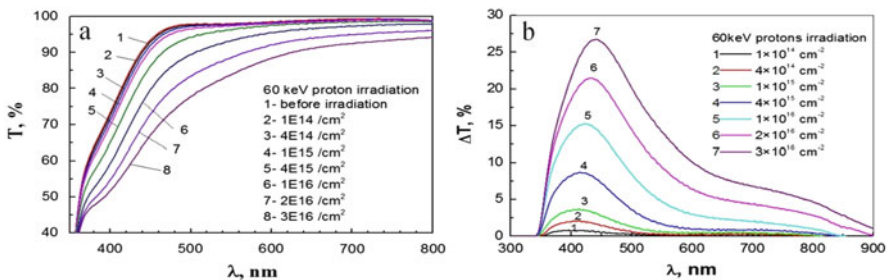 a
T, %
100
90
80
70
60
50
40
1
2
3
4
5
6
7
8
60 keV proton irradiation
1- before irradiation
2- 1E14 /cm²
3- 4E14 /cm²
4- 1E15 /cm²
5- 4E15 /cm²
6- 1E16 /cm²
7- 2E16 /cm²
8- 3E16 /cm²
400 500 600 700 800
λ, nm
b
ΔT, %
30
25
20
15
10
5
0
7
6
5
4
3
2
1
60keV protons irradiation
1 1×10¹⁴ cm⁻²
2 4×10¹⁴ cm⁻²
3 1×10¹⁵ cm⁻²
4 4×10¹⁵ cm⁻²
5 1×10¹⁶ cm⁻²
6 2×10¹⁶ cm⁻²
7 3×10¹⁶ cm⁻²
300 400 500 600 700 800 900
λ, nm